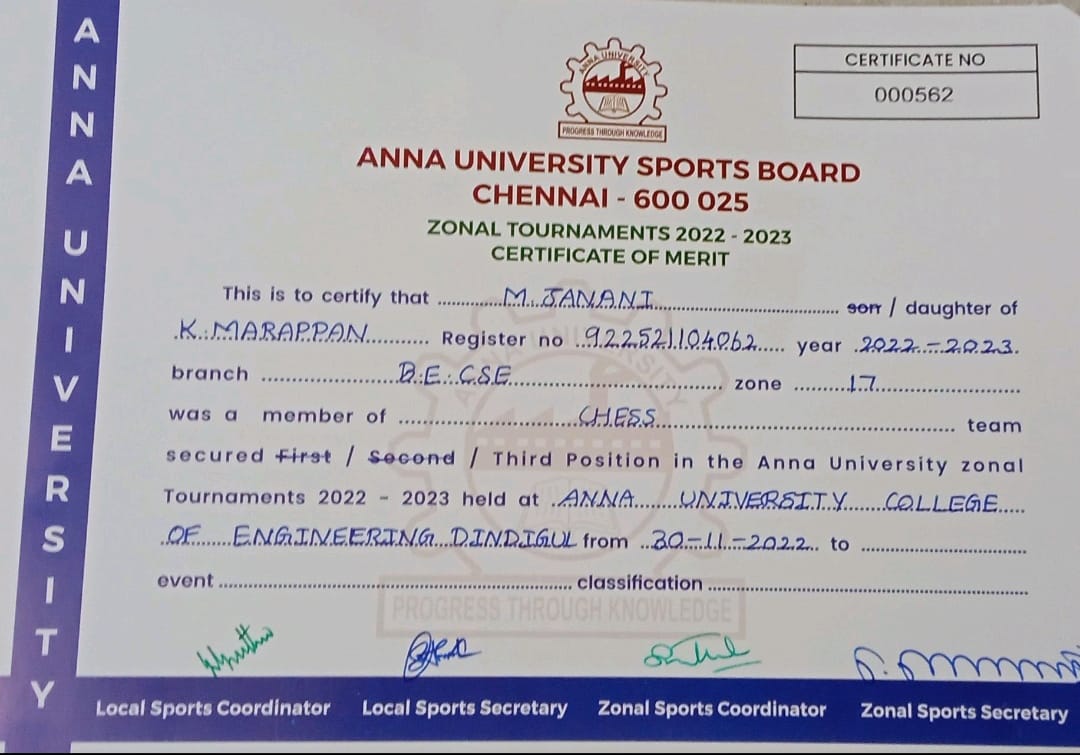 ANNA UNIVERSITY
ANNA UNIVERSITY
PROGRESS THROUGH KNOWLEDGE
CERTIFICATE NO
000562
ANNA UNIVERSITY SPORTS BOARD
CHENNAI - 600 025
ZONAL TOURNAMENTS 2022 - 2023
CERTIFICATE OF MERIT
This is to certify that M. JANANI son / daughter of
K. MARAPPAN Register no 922521104062 year 2022-2023.
branch B.E. CSE zone 17
was a member of CHESS team
secured First / Second / Third Position in the Anna University zonal
Tournaments 2022 - 2023 held at ANNA UNIVERSITY COLLEGE
OF ENGINEERING DINDIGUL from 30-11-2022 to
event classification
PROGRESS THROUGH KNOWLEDGE
Local Sports Coordinator Local Sports Secretary Zonal Sports Coordinator Zonal Sports Secretary